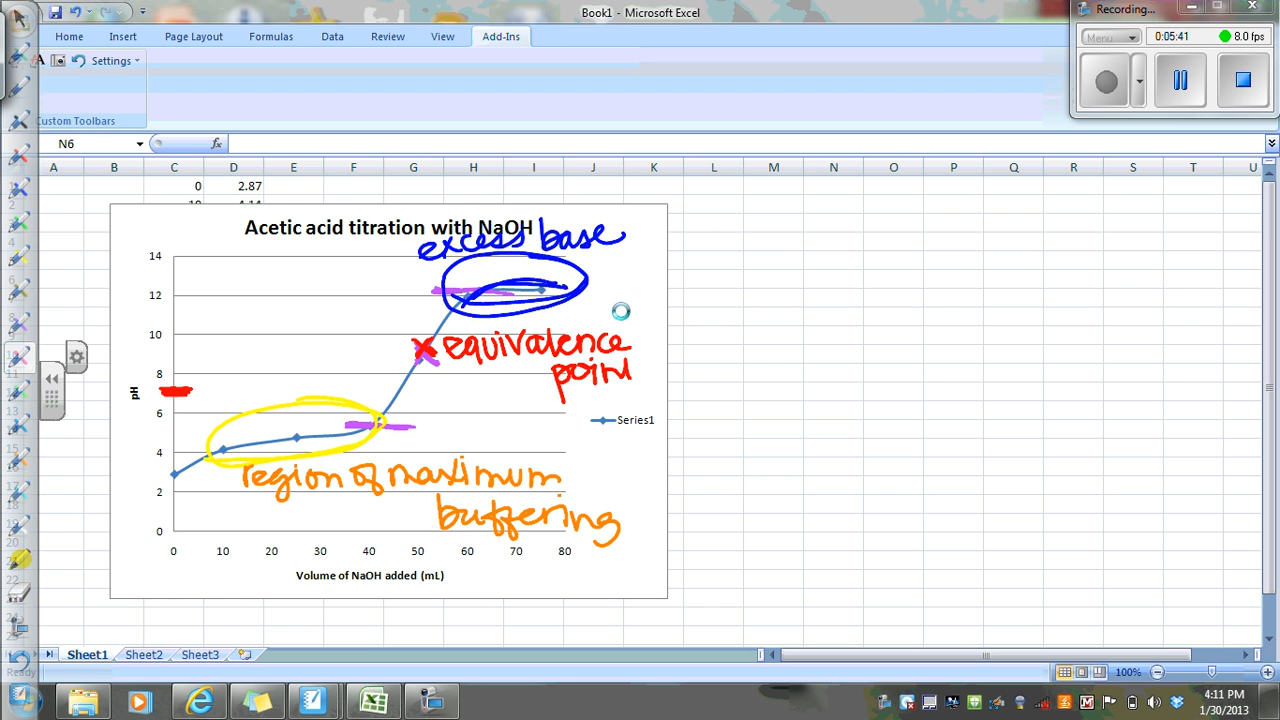 Book1 - Microsoft Excel
Recording...
Home Insert Page Layout Formulas Data Review View Add-Ins
Menu 0:05:41 8.0 fps
Settings
Custom Toolbars
N6 fx
A B C D E F G H I J K L M N O P Q R S T U
0 2.87
Acetic acid titration with NaOH
excess base
14
12
10
equivalence
point
8
pH
6
Series1
4
region of maximum
2
buffering
0
0 10 20 30 40 50 60 70 80
Volume of NaOH added (mL)
Sheet1 Sheet2 Sheet3
Ready 100%
4:11 PM
1/30/2013